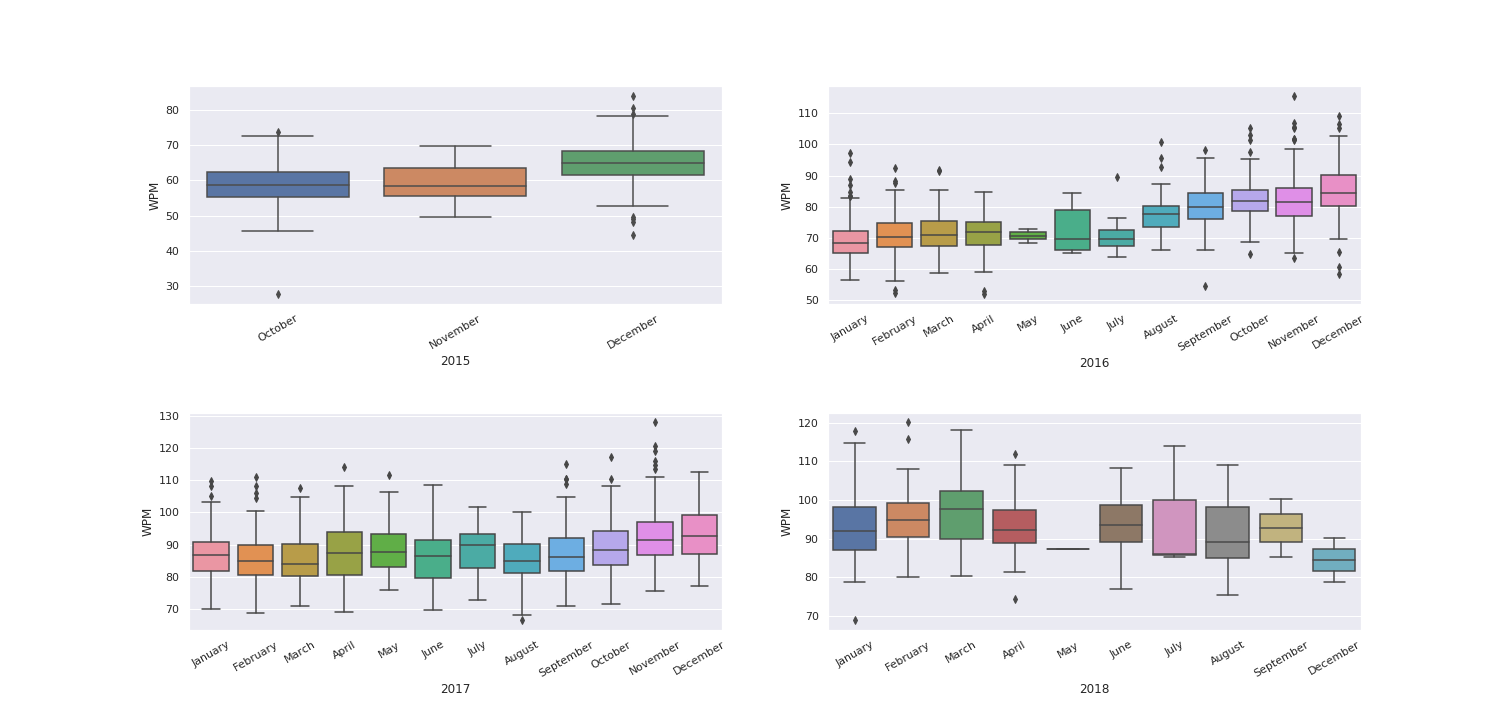 80
70
60
50
40
30
WPM
October
November
December
2015
110
100
90
80
70
60
50
WPM
January
February
March
April
May
June
July
August
September
October
November
December
2016
130
120
110
100
90
80
70
WPM
January
February
March
April
May
June
July
August
September
October
November
December
2017
120
110
100
90
80
70
WPM
January
February
March
April
May
June
July
August
September
December
2018